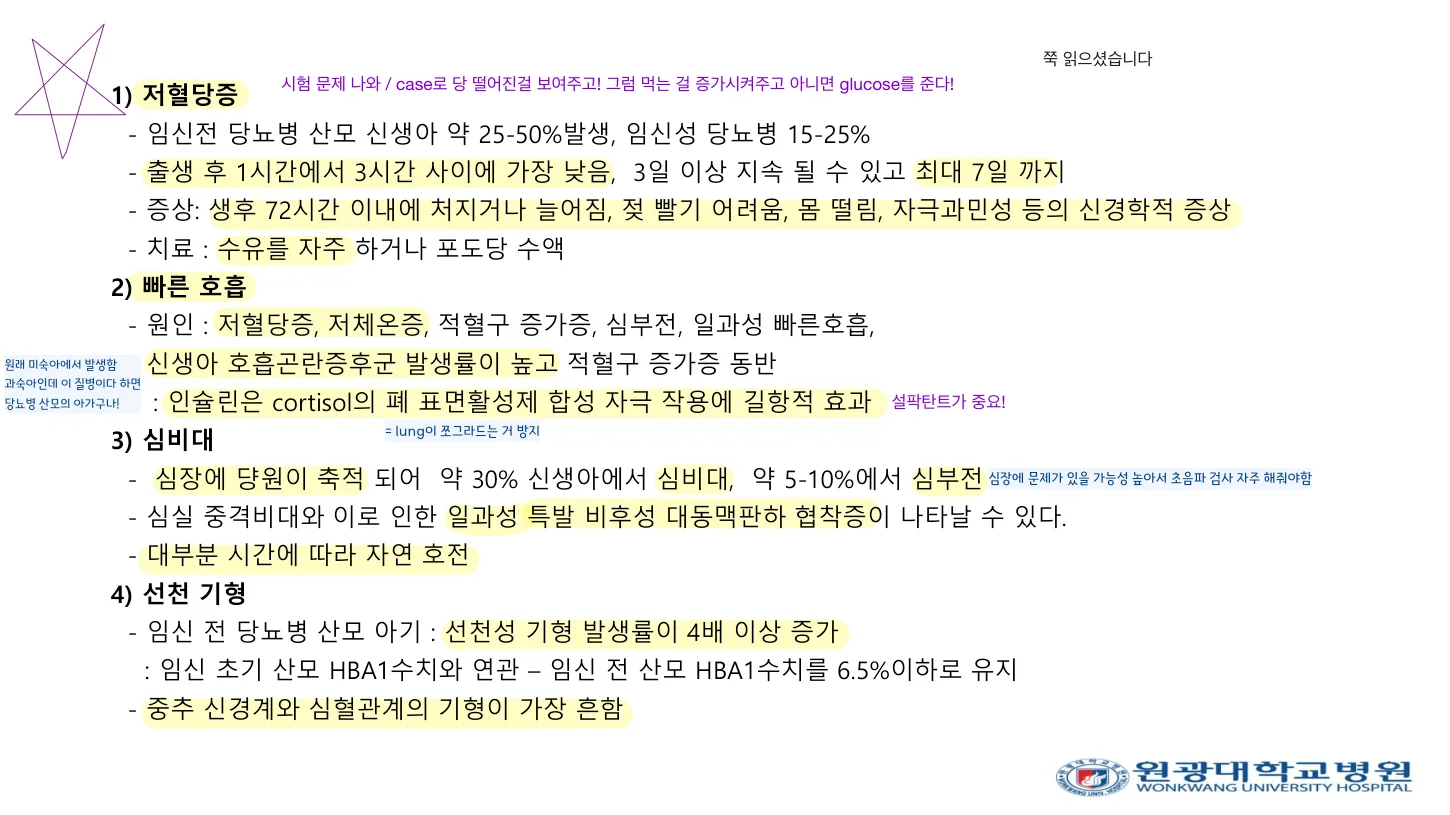 쭉 읽으셨습니다
시험 문제 나와 / case로 당 떨어진걸 보여주고! 그럼 먹는 걸 증가시켜주고 아니면 glucose를 준다!
1) 저혈당증
- 임신전 당뇨병 산모 신생아 약 25-50%발생, 임신성 당뇨병 15-25%
- 출생 후 1시간에서 3시간 사이에 가장 낮음, 3일 이상 지속 될 수 있고 최대 7일 까지
- 증상: 생후 72시간 이내에 처지거나 늘어짐, 젖 빨기 어려움, 몸 떨림, 자극과민성 등의 신경학적 증상
- 치료 : 수유를 자주 하거나 포도당 수액
2) 빠른 호흡
- 원인 : 저혈당증, 저체온증, 적혈구 증가증, 심부전, 일과성 빠른호흡,
신생아 호흡곤란증후군 발생률이 높고 적혈구 증가증 동반
원래 미숙아에서 발생함
과숙아인데 이 질병이다 하면
당뇨병 산모의 아가구나!
: 인슐린은 cortisol의 폐 표면활성제 합성 자극 작용에 길항적 효과 설팍탄트가 중요!
= lung이 쪼그라드는 거 방지
3) 심비대
- 심장에 당원이 축적 되어 약 30% 신생아에서 심비대, 약 5-10%에서 심부전 심장에 문제가 있을 가능성 높아서 초음파 검사 자주 해줘야함
- 심실 중격비대와 이로 인한 일과성 특발 비후성 대동맥판하 협착증이 나타날 수 있다.
- 대부분 시간에 따라 자연 호전
4) 선천 기형
- 임신 전 당뇨병 산모 아기 : 선천성 기형 발생률이 4배 이상 증가
: 임신 초기 산모 HBA1수치와 연관 – 임신 전 산모 HBA1수치를 6.5%이하로 유지
- 중추 신경계와 심혈관계의 기형이 가장 흔함
원광대학교병원
WONKWANG UNIVERSITY HOSPITAL